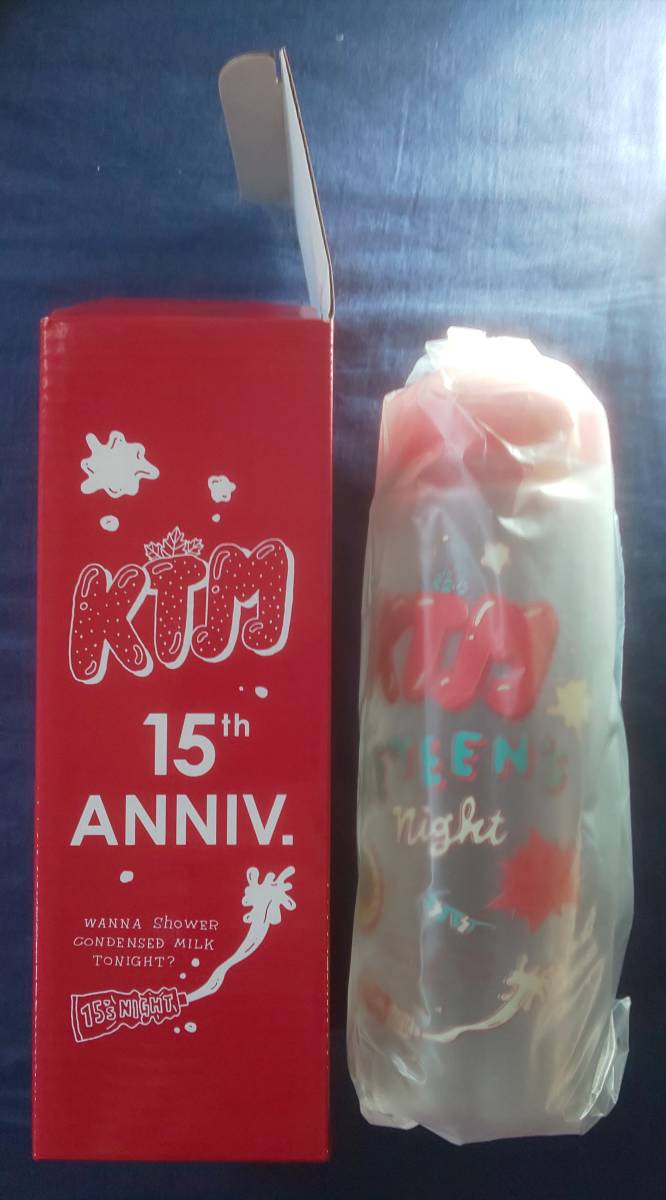 KTM
15th
ANNIV.
WANNA SHOWER
CONDENSED MILK
TONIGHT?
15's NIGHT
KTM
night